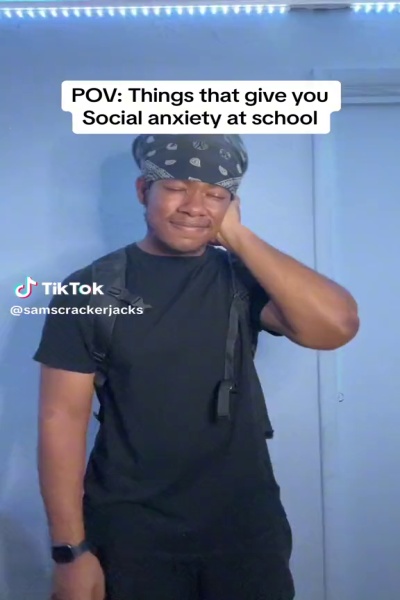 POV: Things that give you
Social anxiety at school
TikTok
@samscrackerjacks